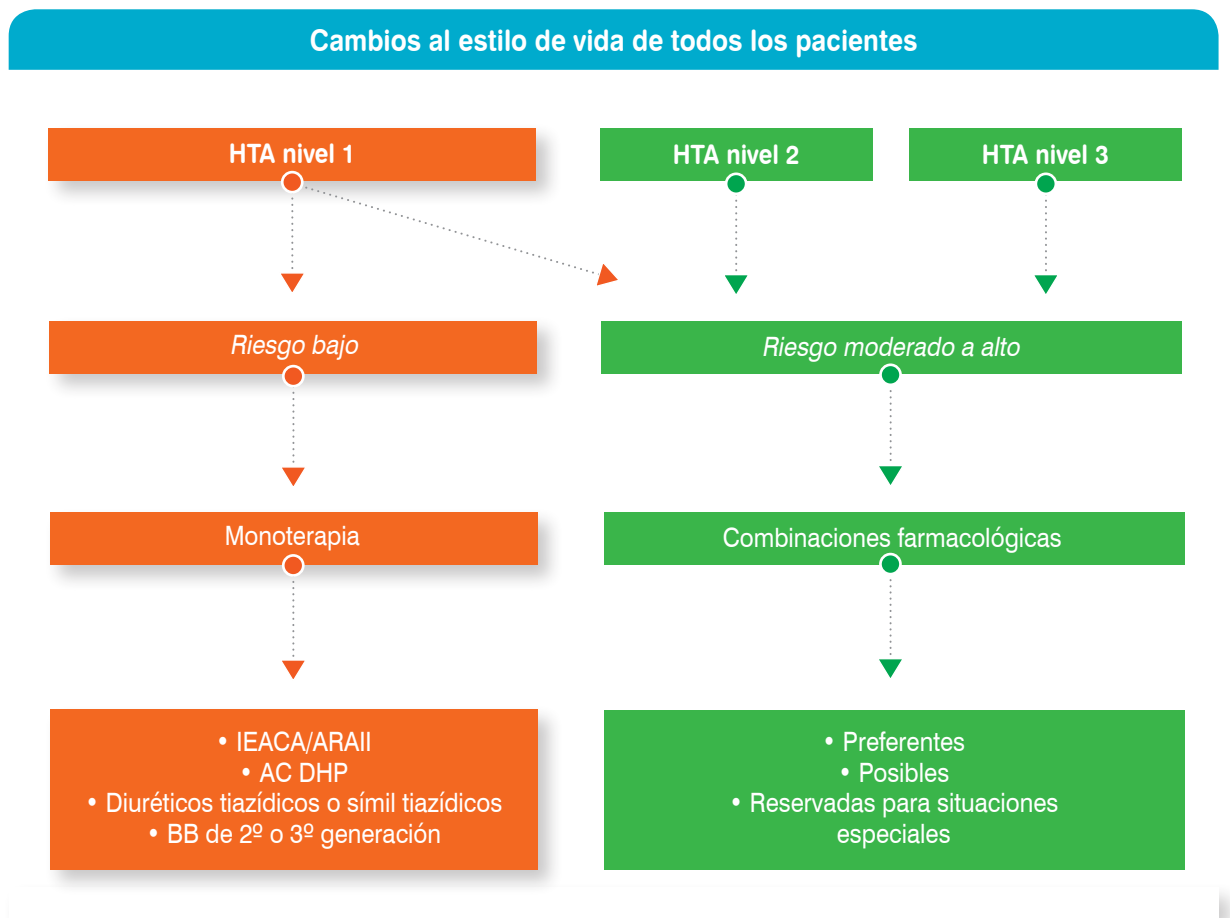 Cambios al estilo de vida de todos los pacientes
HTA nivel 1
HTA nivel 2
HTA nivel 3
Riesgo bajo
Riesgo moderado a alto
Monoterapia
Combinaciones farmacológicas
• IEACA/ARAII
• AC DHP
• Diuréticos tiazídicos o símil tiazídicos
• BB de 2º o 3º generación
• Preferentes
• Posibles
• Reservadas para situaciones
especiales